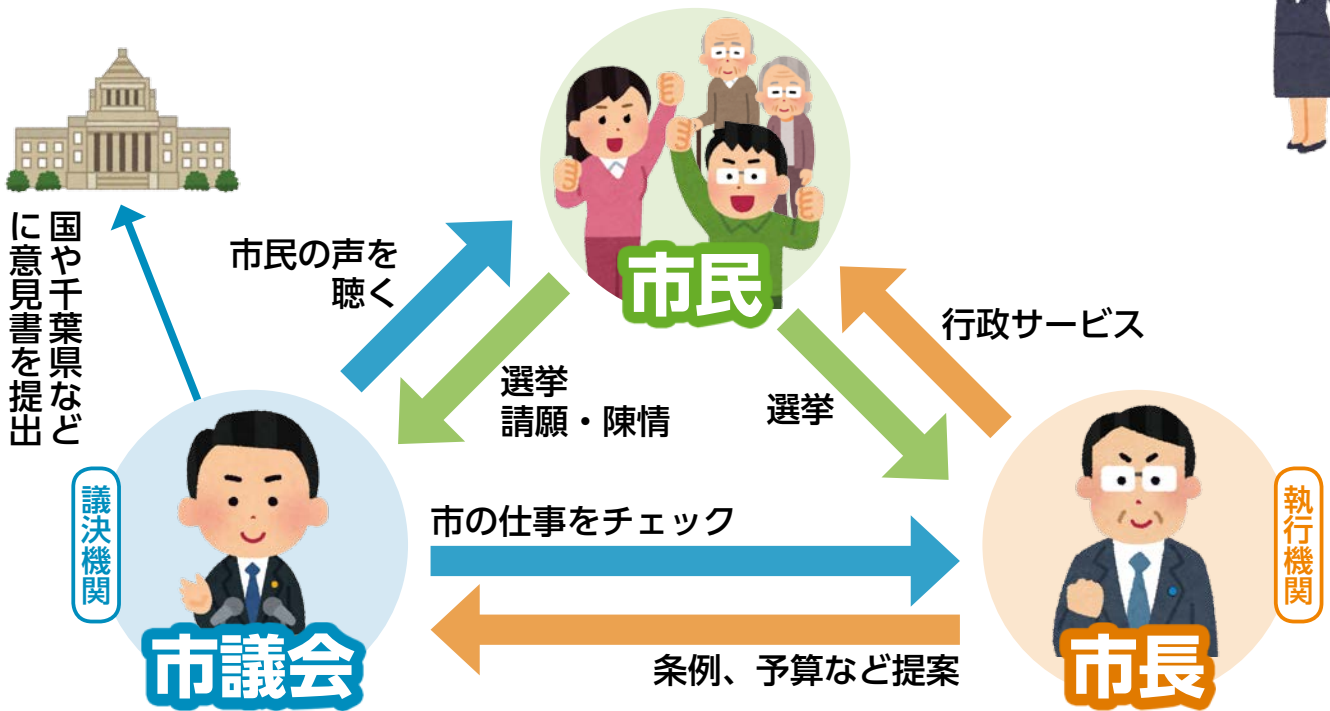 市民
国や千葉県など
に意見書を提出
市民の声を
聴く
選挙
請願・陳情
選挙
行政サービス
議決機関
市議会
市の仕事をチェック
条例、予算など提案
執行機関
市長